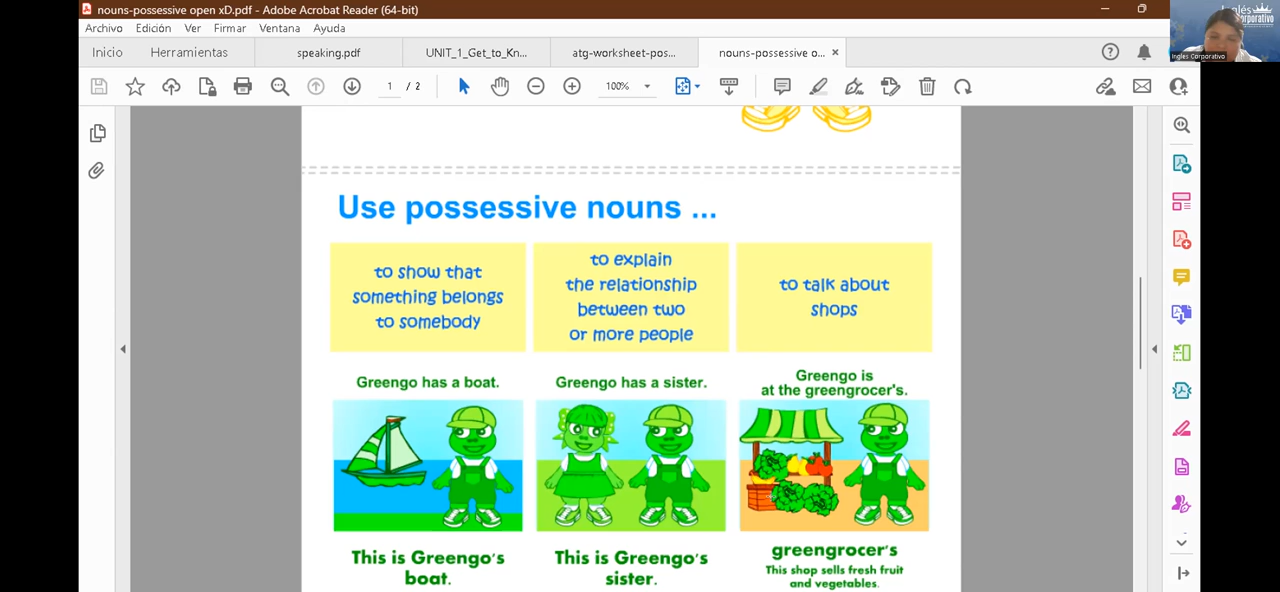 nouns-possessive open xD.pdf - Adobe Acrobat Reader (64-bit)
Archivo Edición Ver Firmar Ventana Ayuda
Inicio Herramientas speaking.pdf UNIT_1_Get_to_Kn... atg-worksheet-pos... nouns-possessive o... ×
1 / 2 100%
Inglés
Ingles Corporativo
Use possessive nouns ...
to show that
something belongs
to somebody
to explain
the relationship
between two
or more people
to talk about
shops
Greengo has a boat.
Greengo has a sister.
Greengo is
at the greengrocer's.
This is Greengo's
boat.
This is Greengo's
sister.
greengrocer's
This shop sells fresh fruit
and vegetables.